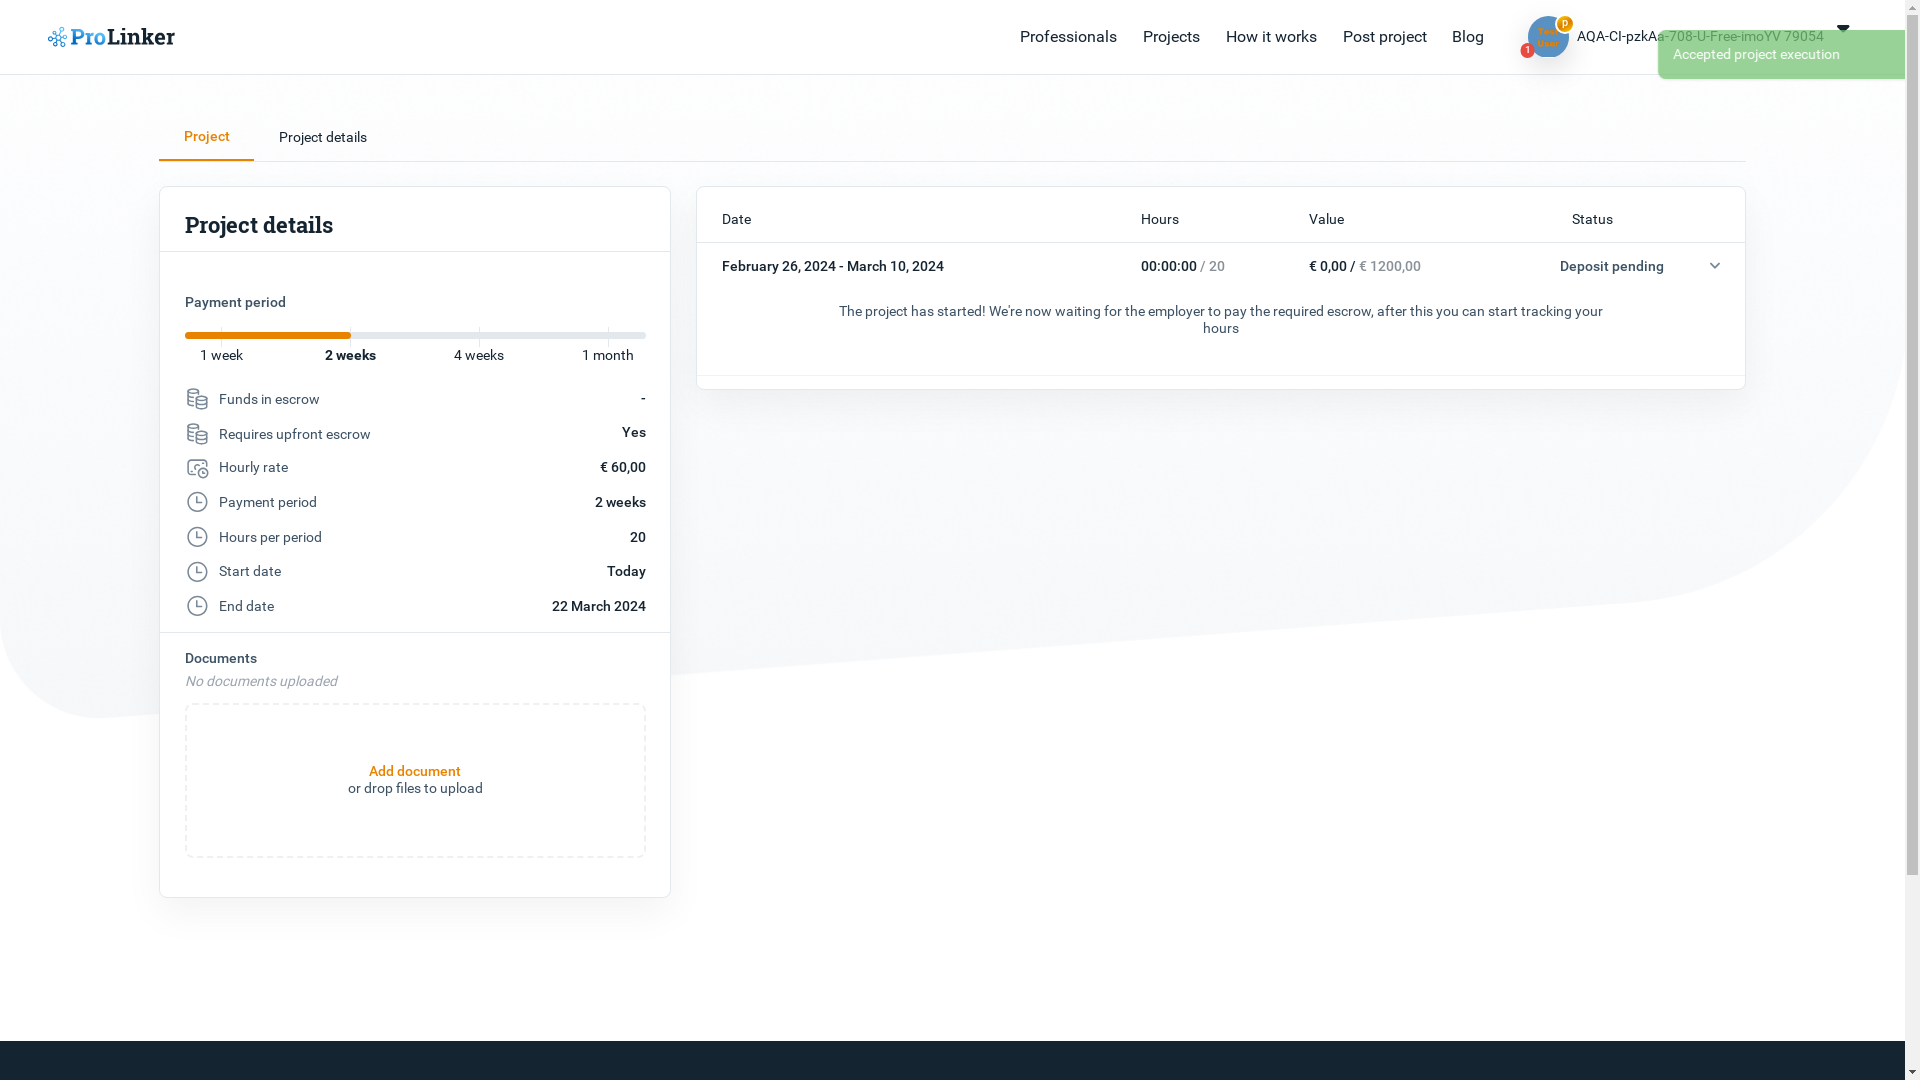 ProLinker
Professionals
Projects
How it works
Post project
Blog
p
1
AQA-CI-pzkAa-708-U-Free-imoYV 79054
Accepted project execution
Project
Project details
Project details
Payment period
1 week
2 weeks
4 weeks
1 month
Funds in escrow -
Requires upfront escrow Yes
Hourly rate € 60,00
Payment period 2 weeks
Hours per period 20
Start date Today
End date 22 March 2024
Documents
No documents uploaded
Add document
or drop files to upload
Date Hours Value Status
February 26, 2024 - March 10, 2024 00:00:00 / 20 € 0,00 / € 1200,00 Deposit pending
The project has started! We're now waiting for the employer to pay the required escrow, after this you can start tracking your
hours